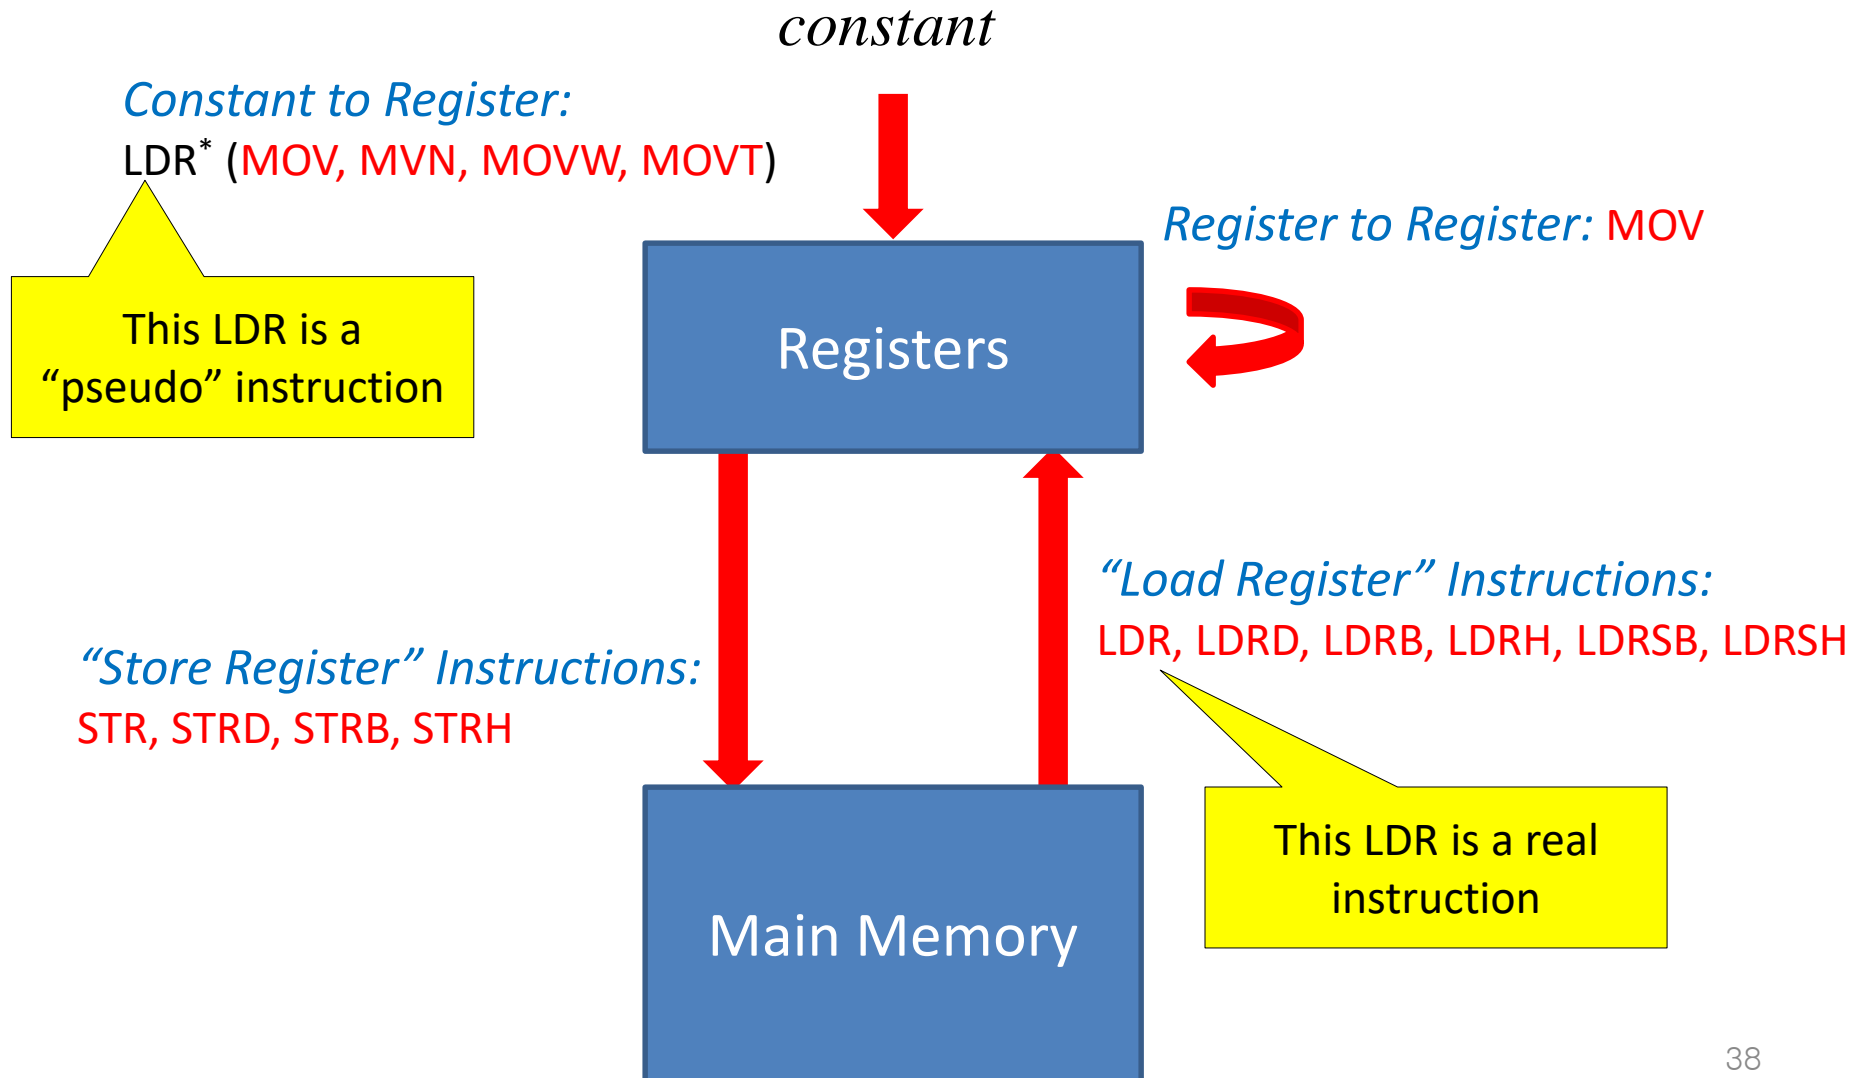 constant
Constant to Register:
LDR* (MOV, MVN, MOVW, MOVT)
Register to Register: MOV
This LDR is a
“pseudo” instruction
Registers
“Load Register” Instructions:
LDR, LDRD, LDRB, LDRH, LDRSB, LDRSH
“Store Register” Instructions:
STR, STRD, STRB, STRH
This LDR is a real
instruction
Main Memory
38